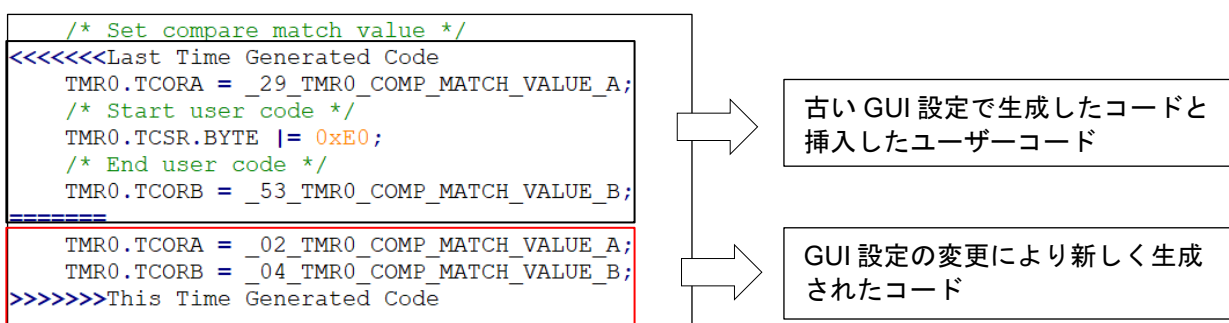 /* Set compare match value */
<<<<<<<Last Time Generated Code
TMR0.TCORA = _29_TMR0_COMP_MATCH_VALUE_A;
/* Start user code */
TMR0.TCSR.BYTE |= 0xE0;
/* End user code */
TMR0.TCORB = _53_TMR0_COMP_MATCH_VALUE_B;
=======
TMR0.TCORA = _02_TMR0_COMP_MATCH_VALUE_A;
TMR0.TCORB = _04_TMR0_COMP_MATCH_VALUE_B;
>>>>>>>This Time Generated Code
古い GUI 設定で生成したコードと
挿入したユーザーコード
GUI 設定の変更により新しく生成
されたコード